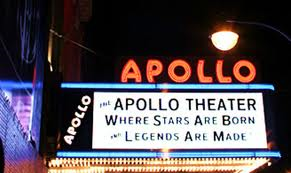 APOLLO
APOLLO
THE APOLLO THEATER
WHERE STARS ARE BORN
AND LEGENDS ARE MADE